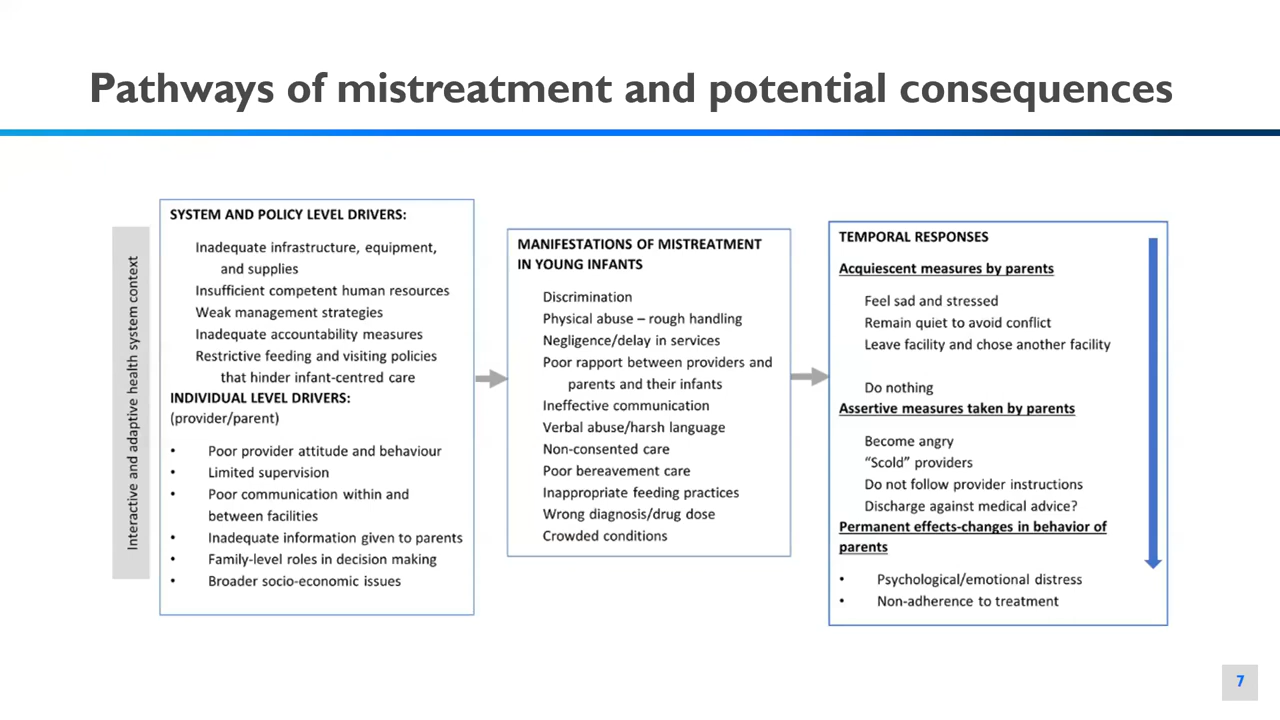 Pathways of mistreatment and potential consequences
Interactive and adaptive health system context
SYSTEM AND POLICY LEVEL DRIVERS:
Inadequate infrastructure, equipment,
and supplies
Insufficient competent human resources
Weak management strategies
Inadequate accountability measures
Restrictive feeding and visiting policies
that hinder infant-centred care
INDIVIDUAL LEVEL DRIVERS:
(provider/parent)
• Poor provider attitude and behaviour
• Limited supervision
• Poor communication within and
between facilities
• Inadequate information given to parents
• Family-level roles in decision making
• Broader socio-economic issues
MANIFESTATIONS OF MISTREATMENT
IN YOUNG INFANTS
Discrimination
Physical abuse – rough handling
Negligence/delay in services
Poor rapport between providers and
parents and their infants
Ineffective communication
Verbal abuse/harsh language
Non-consented care
Poor bereavement care
Inappropriate feeding practices
Wrong diagnosis/drug dose
Crowded conditions
TEMPORAL RESPONSES
Acquiescent measures by parents
Feel sad and stressed
Remain quiet to avoid conflict
Leave facility and chose another facility
Do nothing
Assertive measures taken by parents
Become angry
“Scold” providers
Do not follow provider instructions
Discharge against medical advice?
Permanent effects-changes in behavior of
parents
• Psychological/emotional distress
• Non-adherence to treatment
7